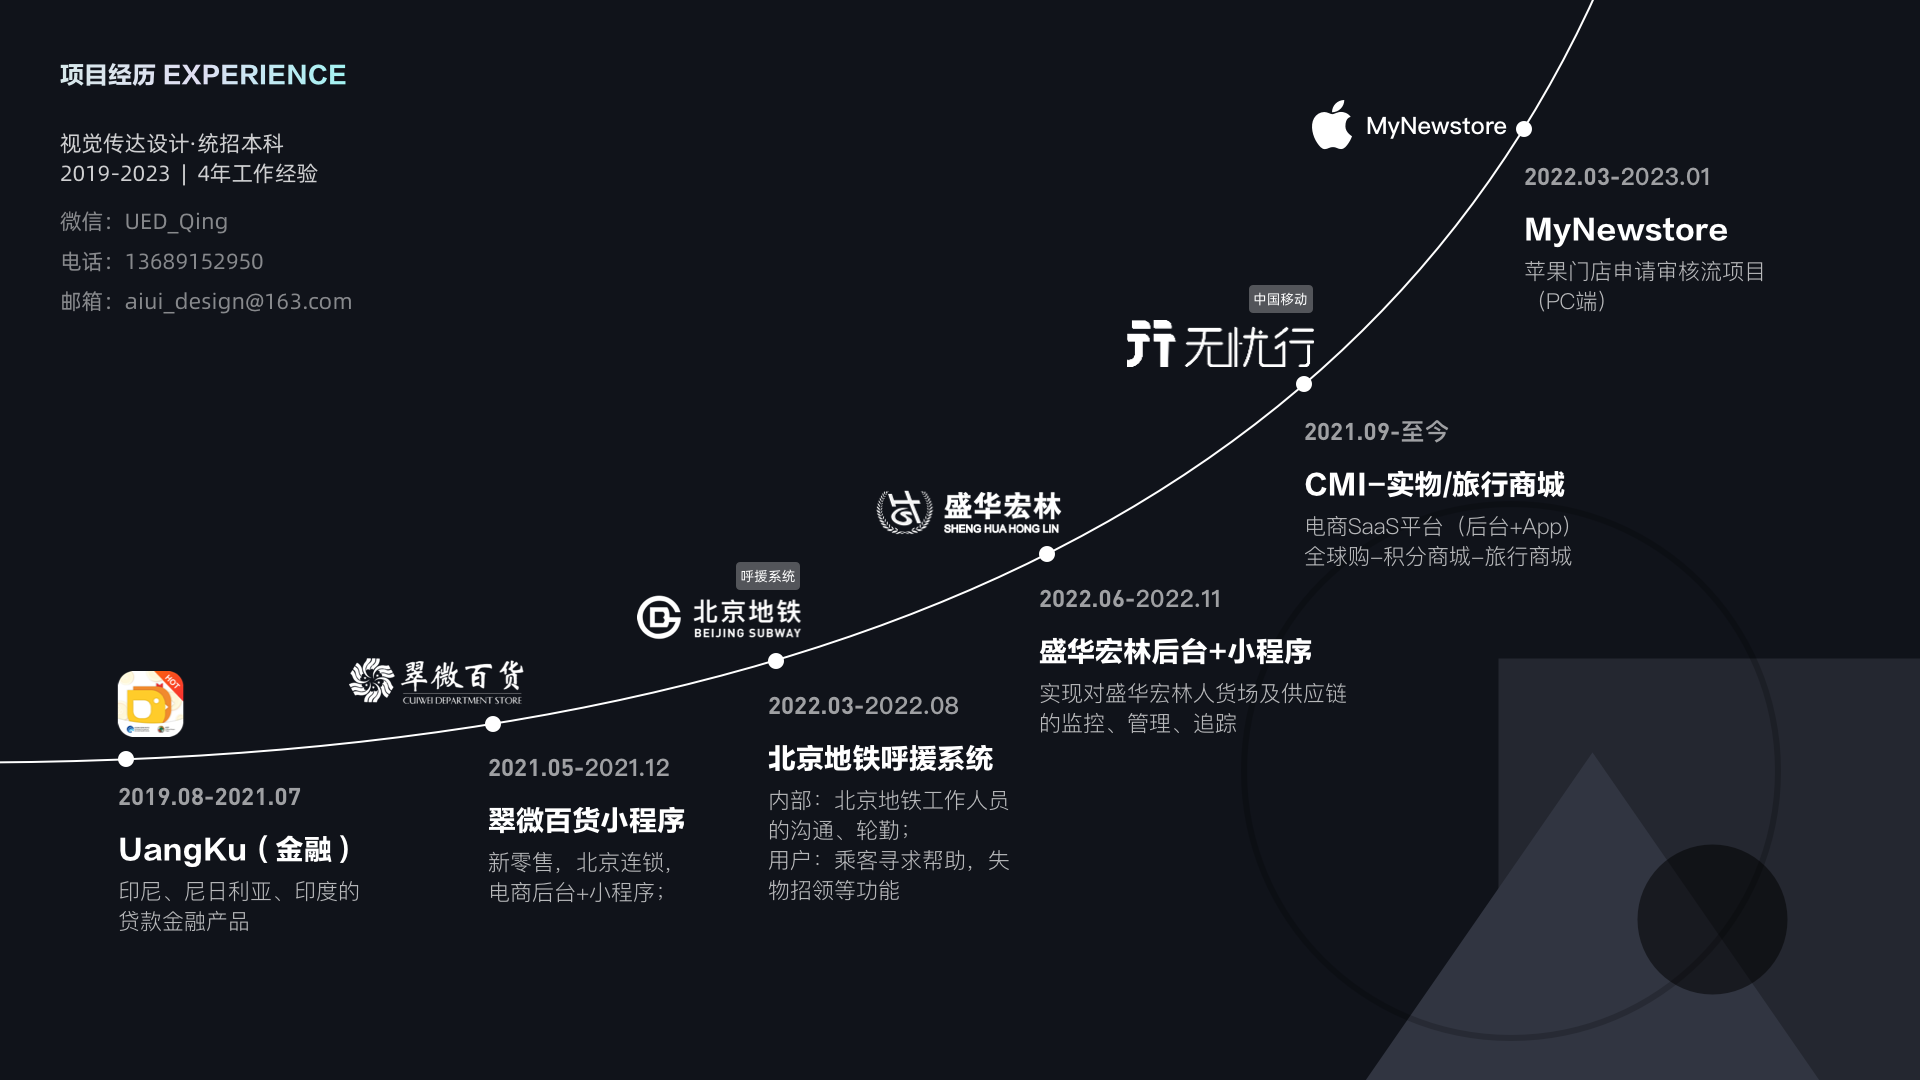 项目经历 EXPERIENCE
视觉传达设计·统招本科
2019-2023 | 4年工作经验
微信：UED_Qing
电话：13689152950
邮箱：aiui_design@163.com
HOT
2019.08-2021.07
UangKu（金融）
印尼、尼日利亚、印度的
贷款金融产品
翠微百货
CUIWEI DEPARTMENT STORE
2021.05-2021.12
翠微百货小程序
新零售，北京连锁，
电商后台+小程序；
呼援系统
北京地铁
BEIJING SUBWAY
2022.03-2022.08
北京地铁呼援系统
内部：北京地铁工作人员
的沟通、轮勤；
用户：乘客寻求帮助，失
物招领等功能
盛华宏林
SHENG HUA HONG LIN
2022.06-2022.11
盛华宏林后台+小程序
实现对盛华宏林人货场及供应链
的监控、管理、追踪
中国移动
无忧行
2021.09-至今
CMI-实物/旅行商城
电商SaaS平台（后台+App）
全球购-积分商城-旅行商城
MyNewstore
2022.03-2023.01
MyNewstore
苹果门店申请审核流项目
（PC端）